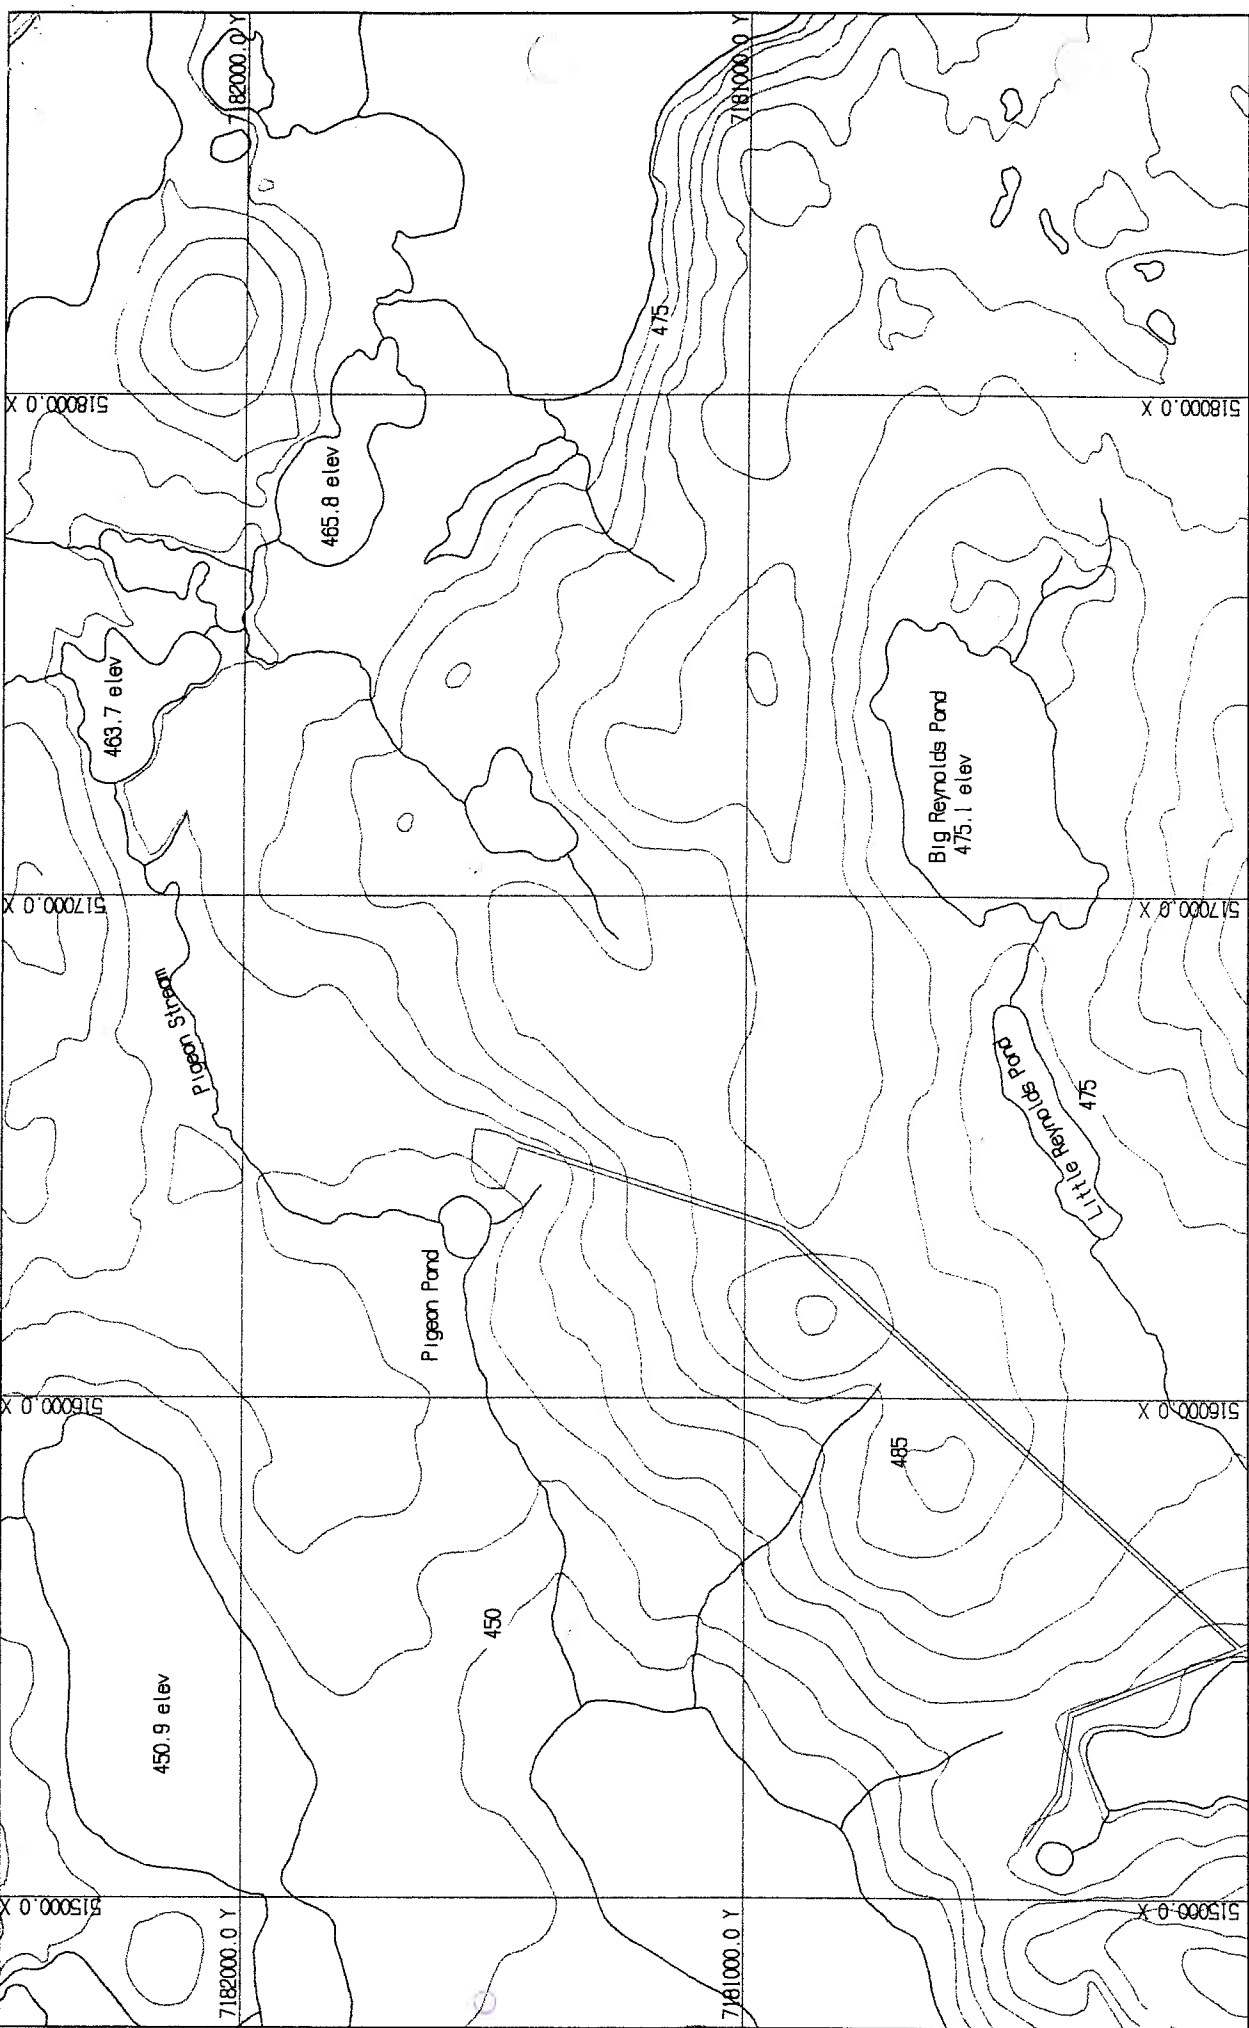 7182000.0 Y
7181000.0 Y
475
518000.0 X
518000.0 X
465.8 elev
463.7 elev
Big Reynolds Pond
475.1 elev
517000.0 X
517000.0 X
Pigeon Stream
Little Reynolds Pond
475
Pigeon Pond
516000.0 X
516000.0 X
485
450
450.9 elev
515000.0 X
515000.0 X
7182000.0 Y
7181000.0 Y